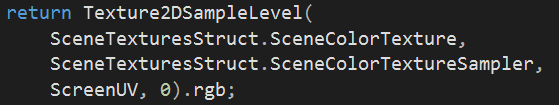 return Texture2DSampleLevel(
SceneTexturesStruct.SceneColorTexture,
SceneTexturesStruct.SceneColorTextureSampler,
ScreenUV, 0).rgb;